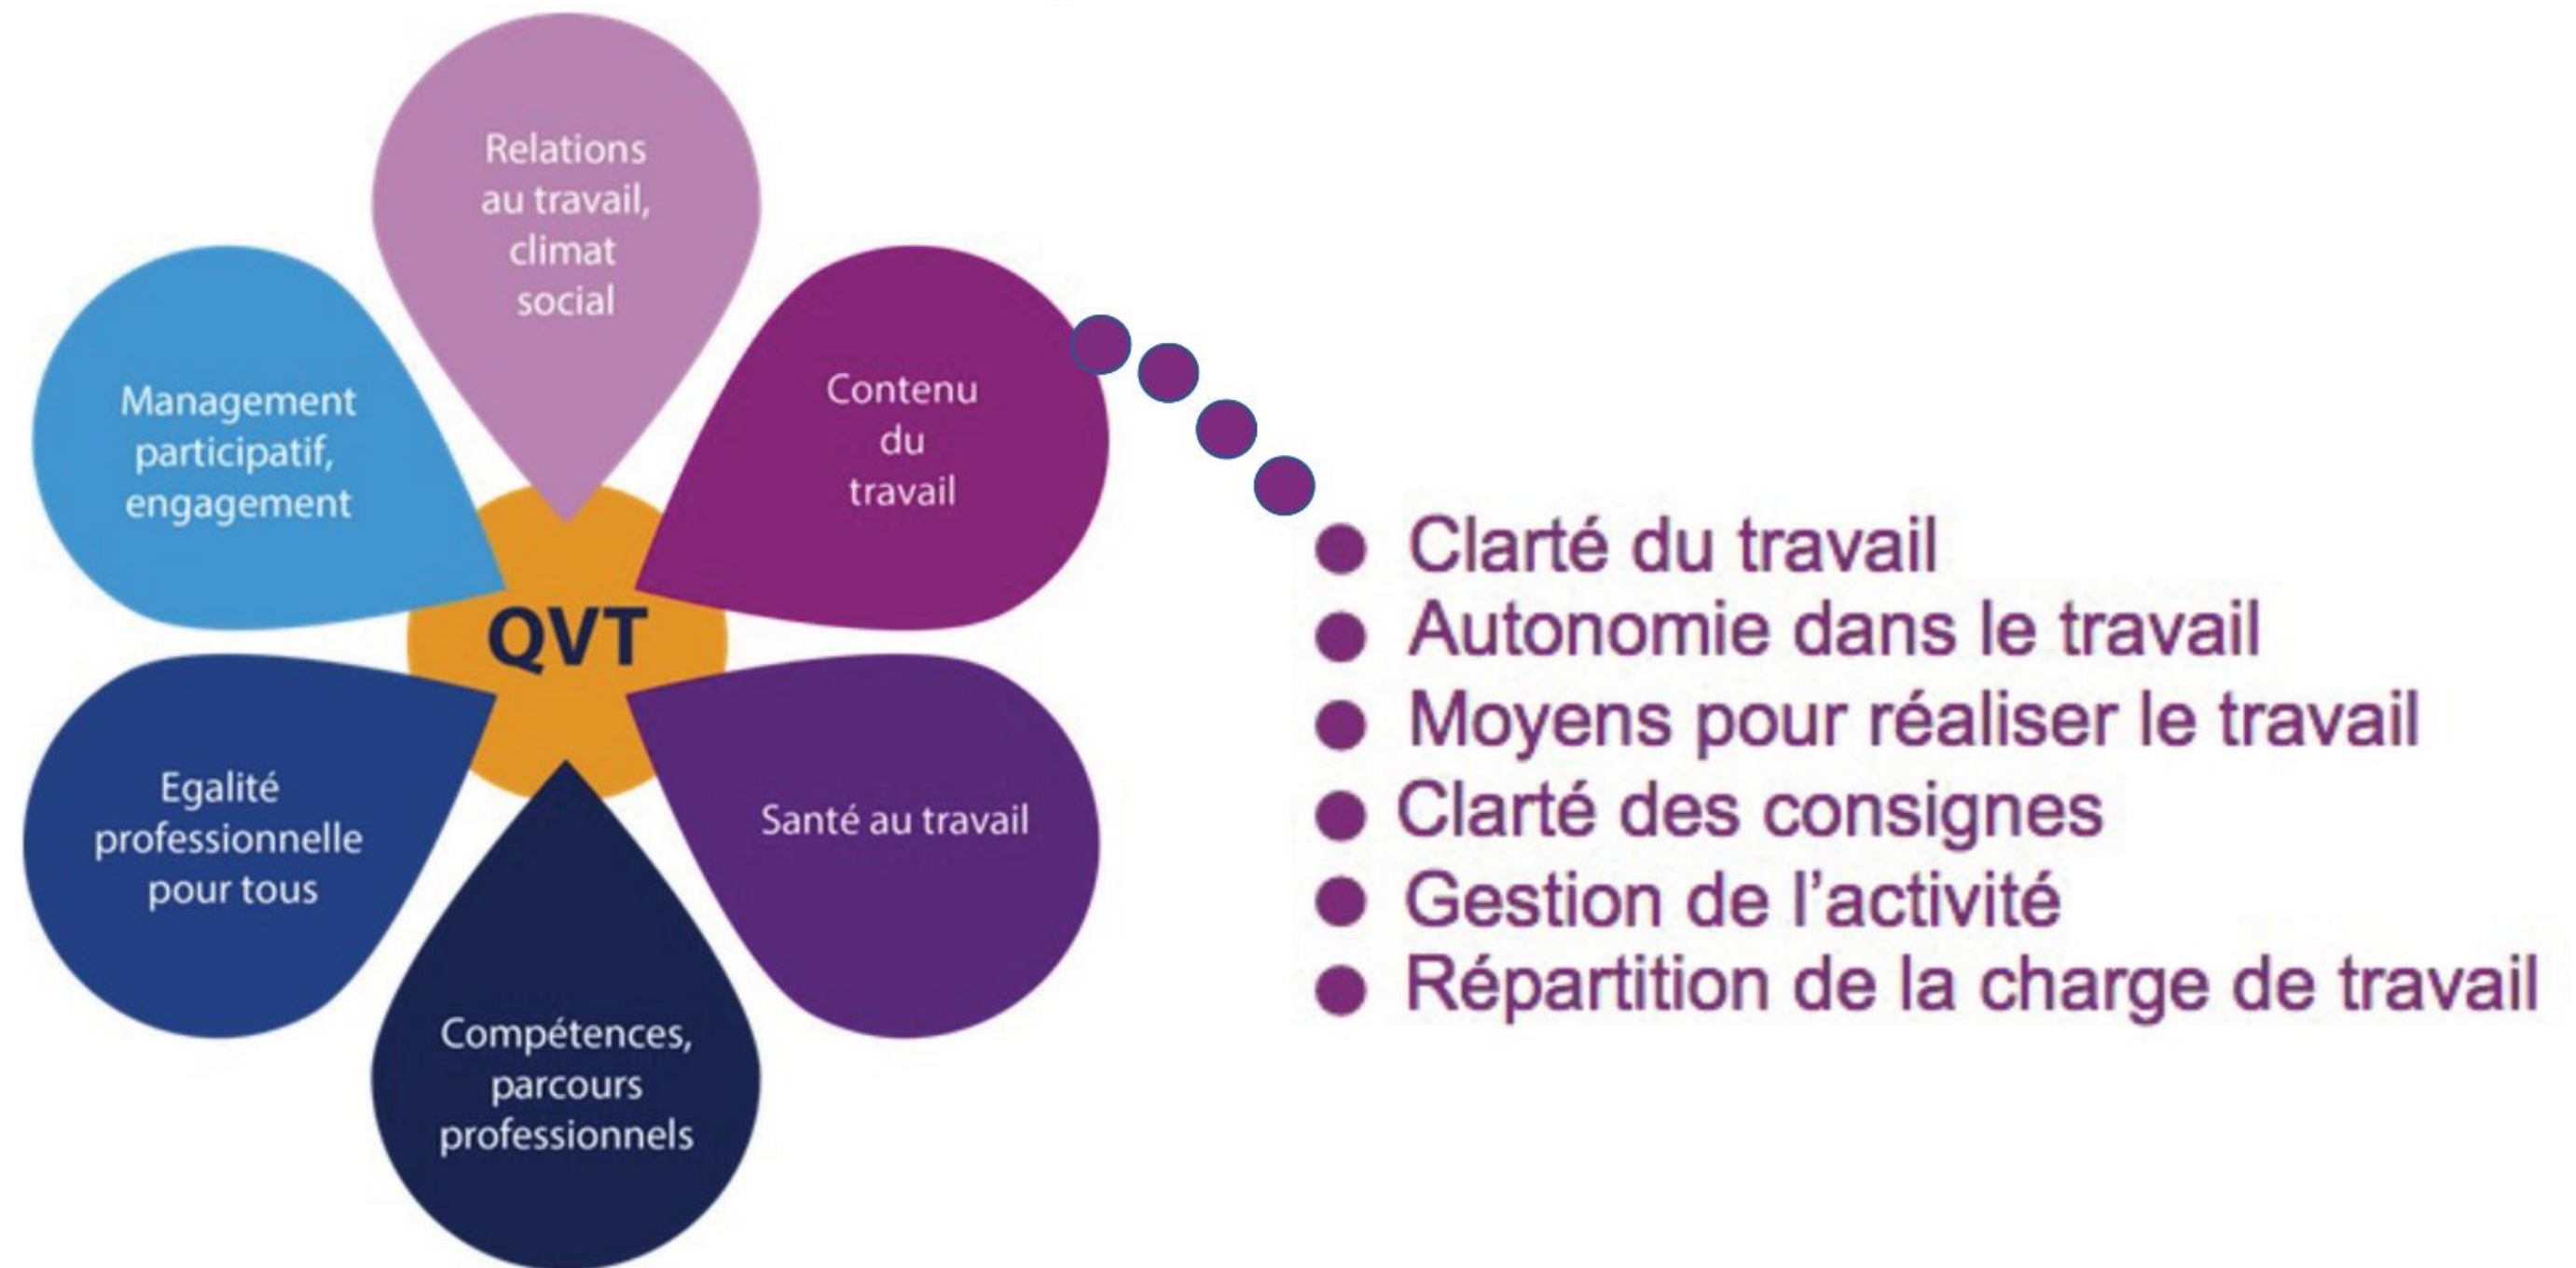 Relations
au travail,
climat
social
Contenu
du
travail
Management
participatif,
engagement
QVT
Egalité
professionnelle
pour tous
Santé au travail
Compétences,
parcours
professionnels
Clarté du travail
Autonomie dans le travail
Moyens pour réaliser le travail
Clarté des consignes
Gestion de l'activité
Répartition de la charge de travail